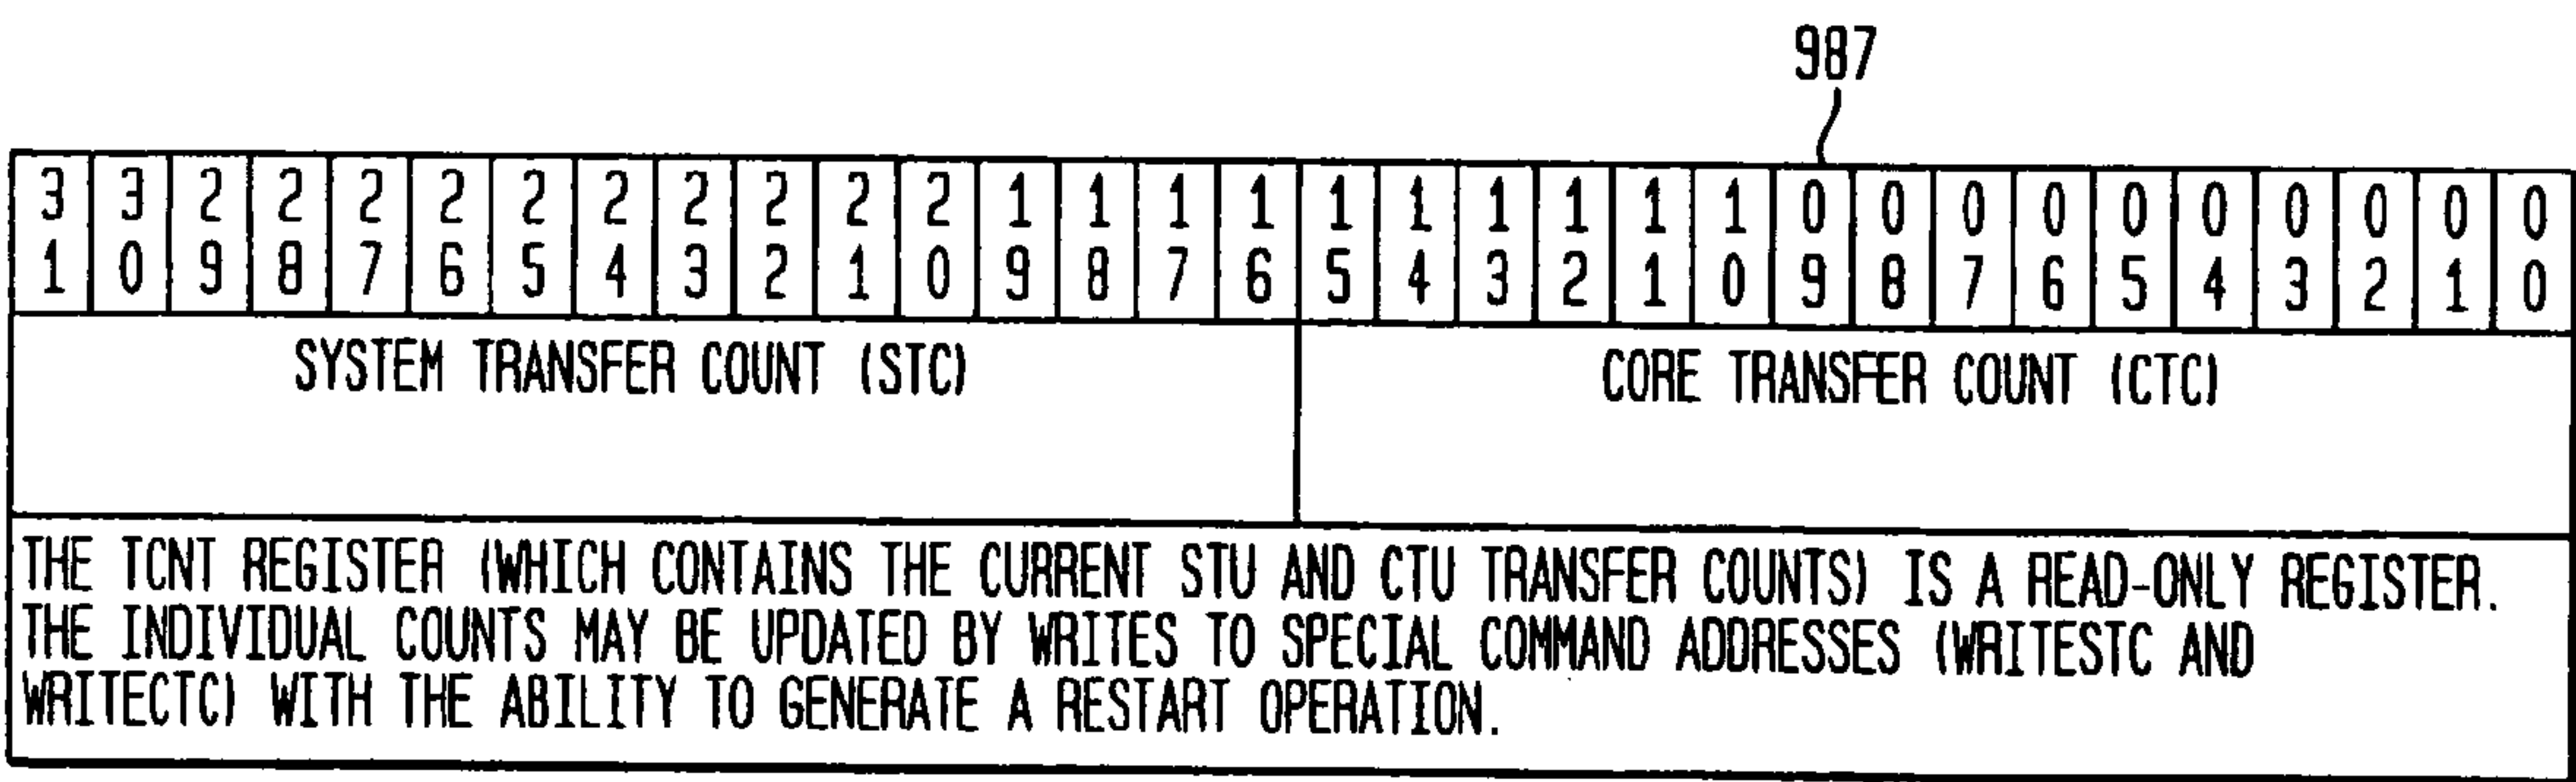 987
3 3 2 2 2 2 2 2 2 2 2 2 1 1 1 1 1 1 1 1 1 1 0 0 0 0 0 0 0 0 0 0
1 0 9 8 7 6 5 4 3 2 1 0 9 8 7 6 5 4 3 2 1 0 9 8 7 6 5 4 3 2 1 0
SYSTEM TRANSFER COUNT (STC) CORE TRANSFER COUNT (CTC)
THE TCNT REGISTER (WHICH CONTAINS THE CURRENT STU AND CTU TRANSFER COUNTS) IS A READ-ONLY REGISTER.
THE INDIVIDUAL COUNTS MAY BE UPDATED BY WRITES TO SPECIAL COMMAND ADDRESSES (WRITESTC AND
WRITECTC) WITH THE ABILITY TO GENERATE A RESTART OPERATION.